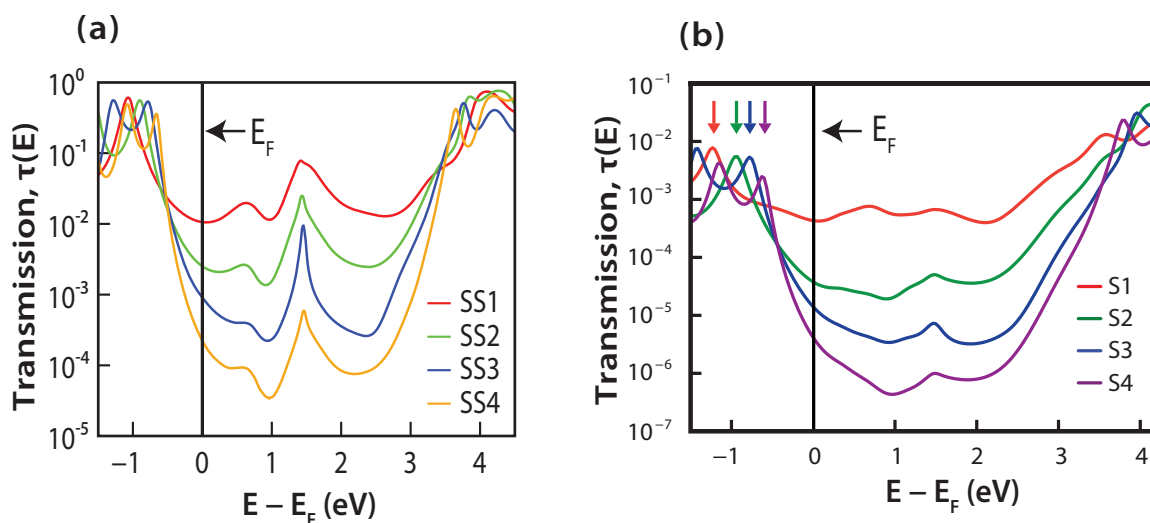 (a)
Transmission, τ(E)
10⁰
10⁻¹
10⁻²
10⁻³
10⁻⁴
10⁻⁵
E_F
SS1
SS2
SS3
SS4
−1 0 1 2 3 4
E − E_F (eV)
(b)
Transmission, τ(E)
10⁻¹
10⁻²
10⁻³
10⁻⁴
10⁻⁵
10⁻⁶
10⁻⁷
E_F
S1
S2
S3
S4
−1 0 1 2 3 4
E − E_F (eV)